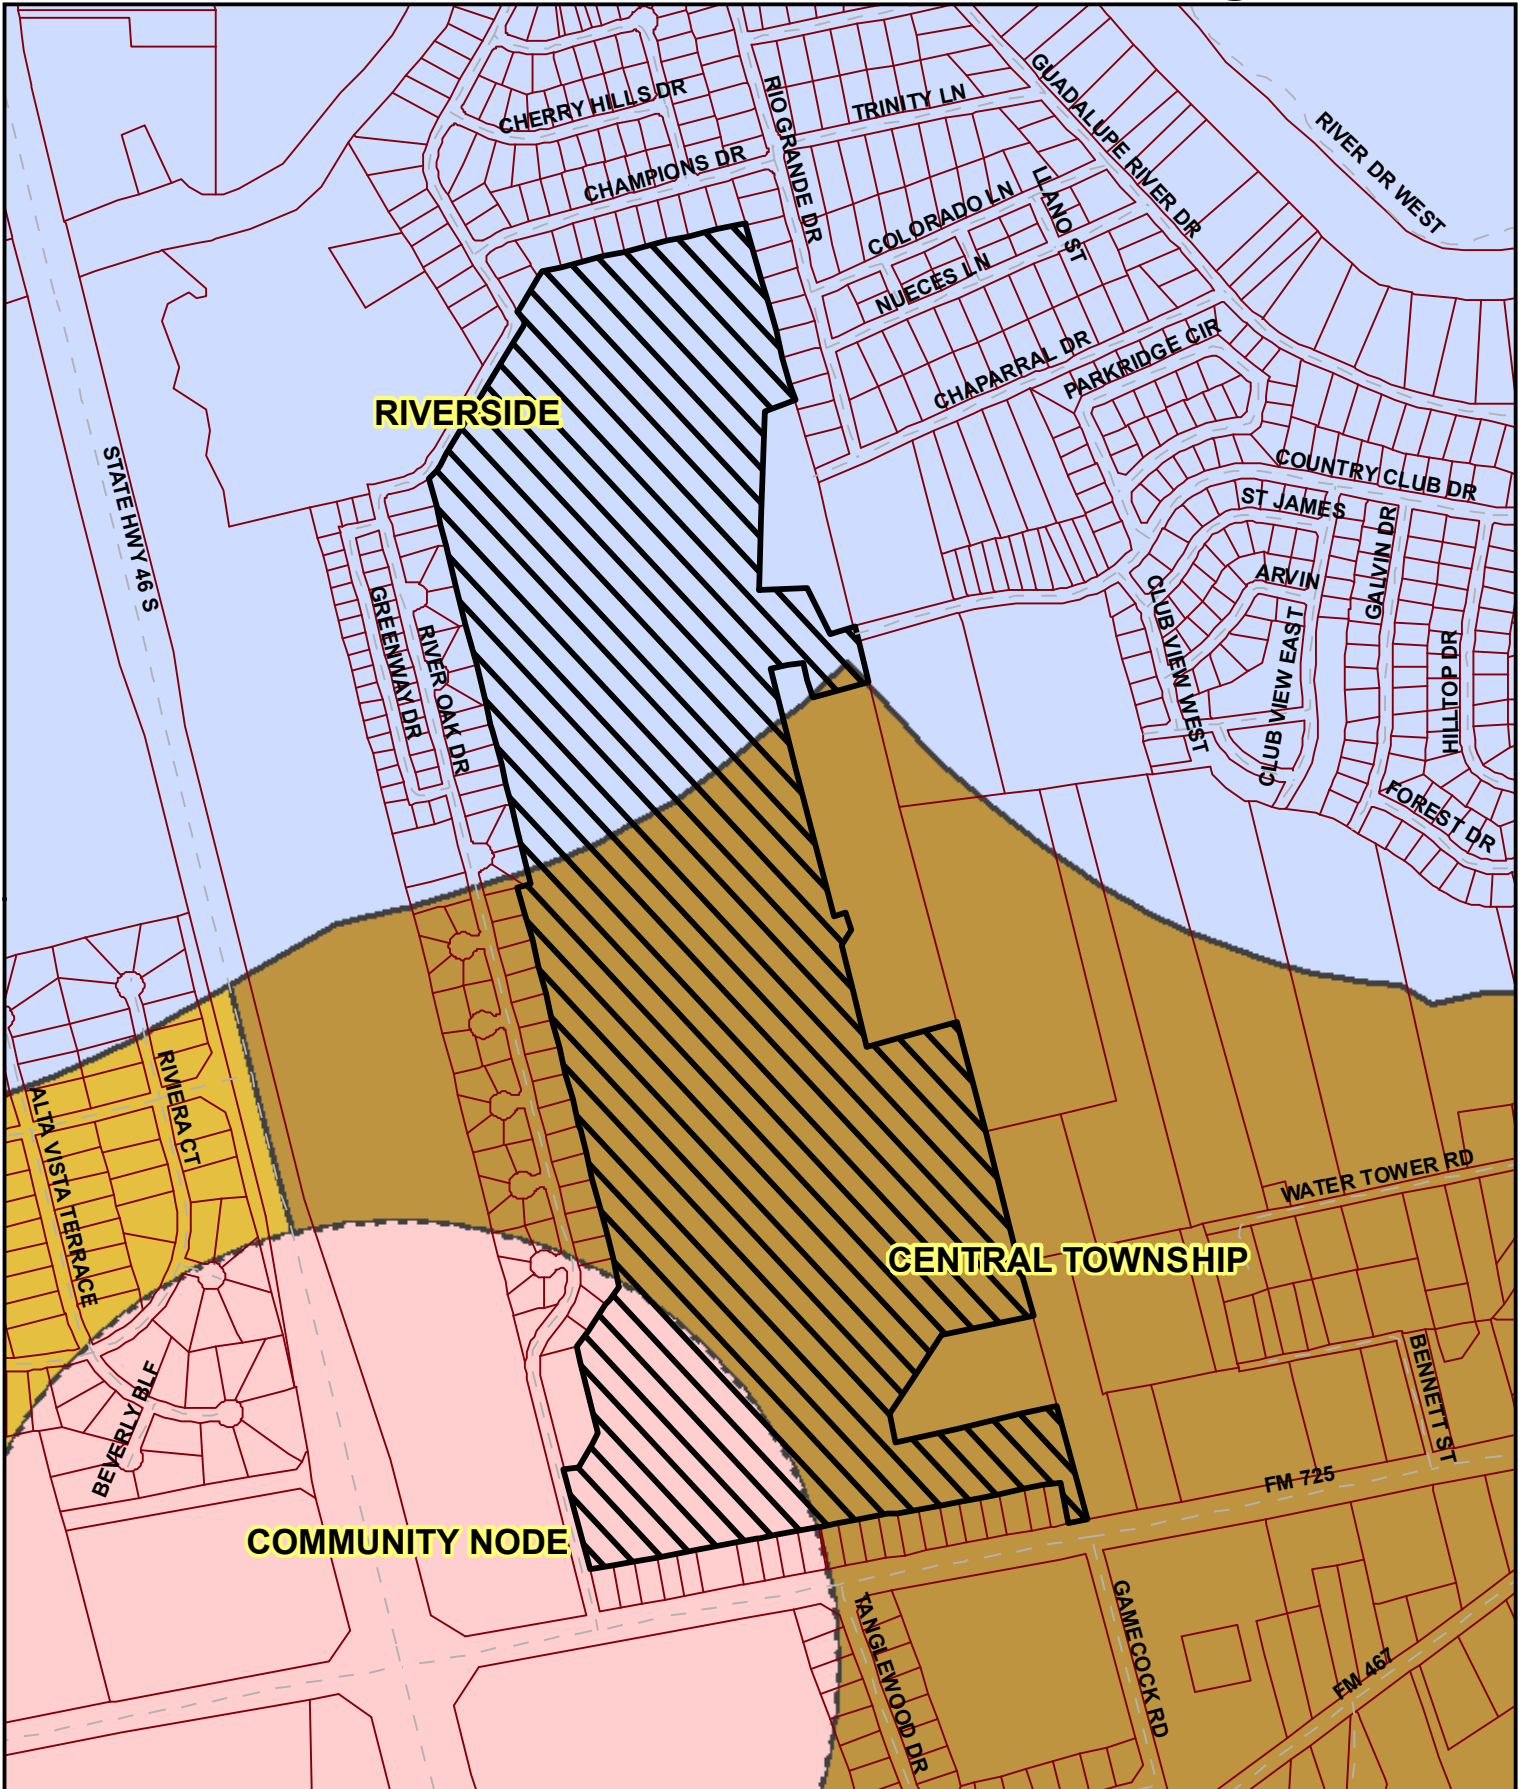 CHERRY HILLS DR
CHAMPIONS DR
RIO GRANDE DR
TRINITY LN
GUADALUPE RIVER DR
RIVER DR WEST
COLORADO LN
LLANO ST
NUECES LN
CHAPARRAL DR
PARKRIDGE CIR
RIVERSIDE
STATE HWY 46 S
COUNTRY CLUB DR
ST JAMES
GALVIN DR
ARVIN
CLUB VIEW WEST
CLUB VIEW EAST
HILLTOP DR
FOREST DR
GREENWAY DR
RIVER OAK DR
RIVIERA CT
ALTA VISTA TERRACE
WATER TOWER RD
CENTRAL TOWNSHIP
BENNETT ST
BEVERLY BLF
FM 725
COMMUNITY NODE
TANGLEWOOD DR
GAMECOCK RD
FM 467